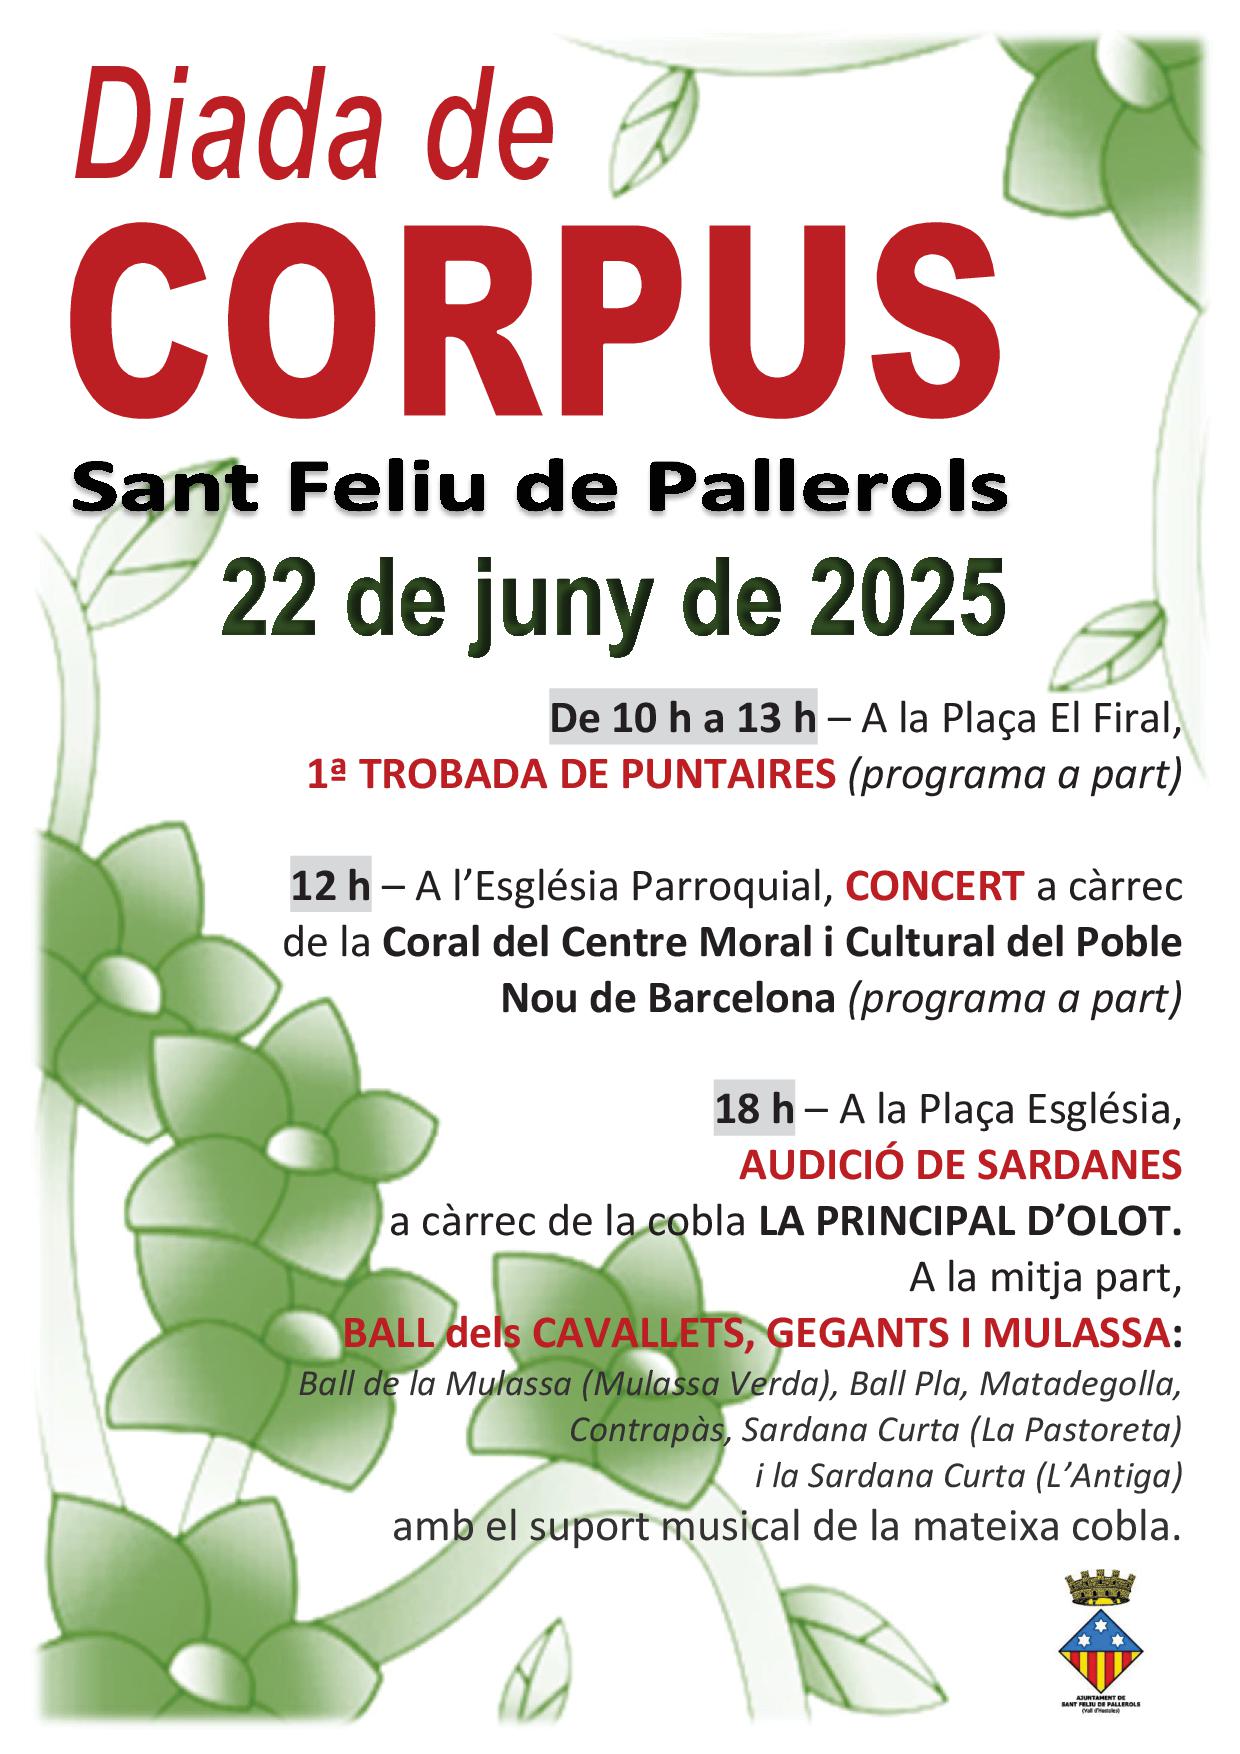 Diada de
CORPUS
Sant Feliu de Pallerols
22 de juny de 2025
De 10 h a 13 h – A la Plaça El Firal,
1ª TROBADA DE PUNTAIRES (programa a part)
12 h – A l’Església Parroquial, CONCERT a càrrec
de la Coral del Centre Moral i Cultural del Poble
Nou de Barcelona (programa a part)
18 h – A la Plaça Església,
AUDICIÓ DE SARDANES
a càrrec de la cobla LA PRINCIPAL D’OLOT.
A la mitja part,
BALL dels CAVALLETS, GEGANTS I MULASSA:
Ball de la Mulassa (Mulassa Verda), Ball Pla, Matadegolla,
Contrapàs, Sardana Curta (La Pastoreta)
i la Sardana Curta (L’Antiga)
amb el suport musical de la mateixa cobla.
AJUNTAMENT DE
SANT FELIU DE PALLEROLS
(Vall d'Hostoles)